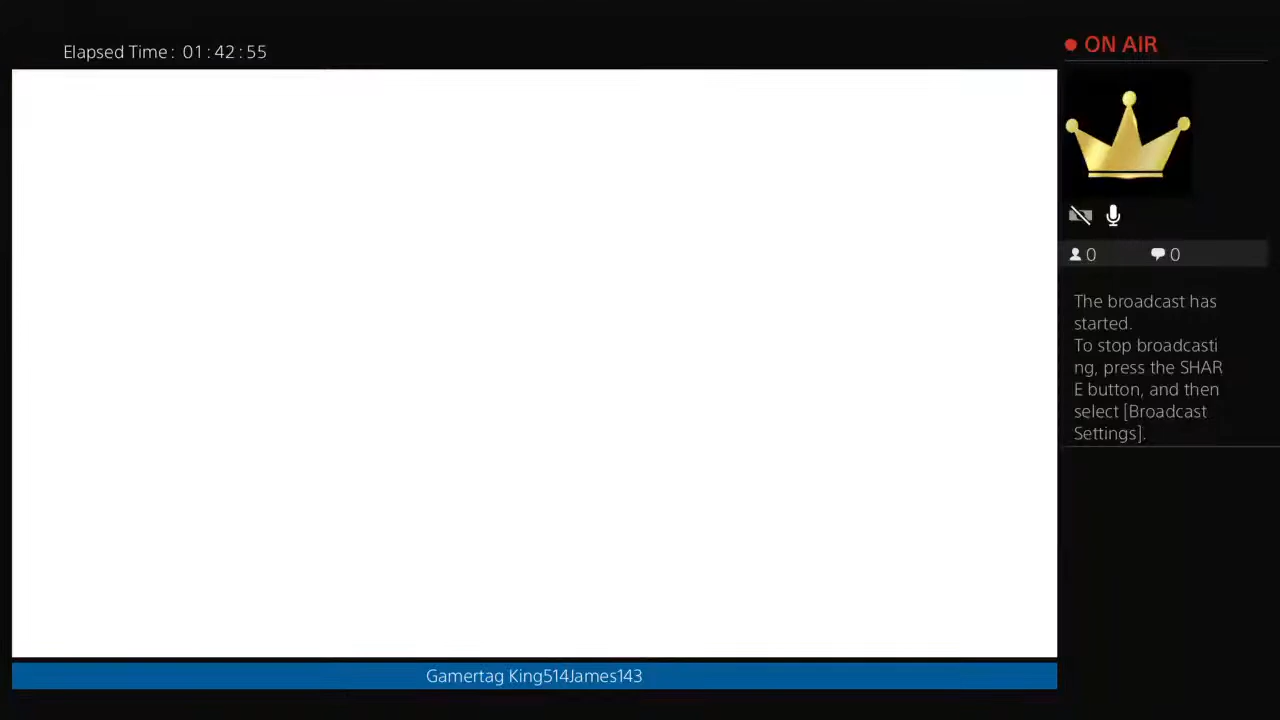 Elapsed Time: 01:42:55
ON AIR
0 0
The broadcast has
started.
To stop broadcasti
ng, press the SHAR
E button, and then
select [Broadcast
Settings].
Gamertag King514James143